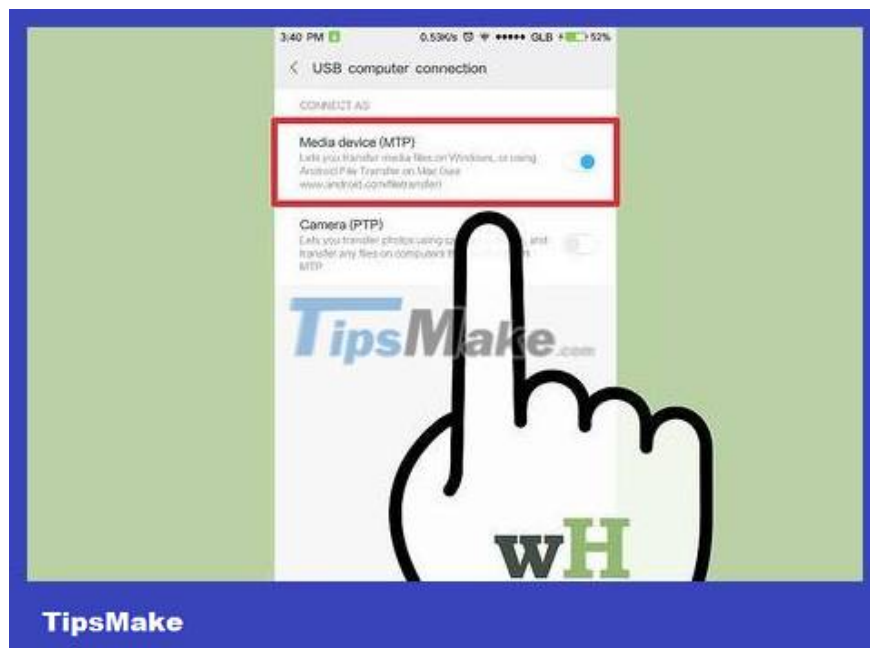 3:40 PM
0.53K/s
GLB
52%
USB computer connection
CONNECT AS
Media device (MTP)
Lets you transfer media files on Windows, or using
Android File Transfer on Mac (see
www.android.com/filetransfer)
Camera (PTP)
Lets you transfer photos using and
transfer any files on computers
MTP
TipsMake.com
wH
TipsMake